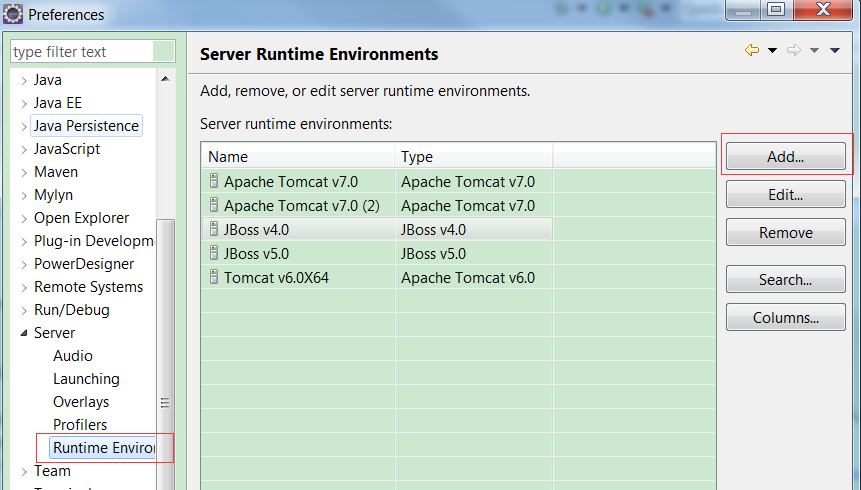 Preferences
type filter text
Java
Java EE
Java Persistence
JavaScript
Maven
Mylyn
Open Explorer
Plug-in Developm
PowerDesigner
Remote Systems
Run/Debug
Server
Audio
Launching
Overlays
Profilers
Runtime Enviro
Team
Server Runtime Environments
Add, remove, or edit server runtime environments.
Server runtime environments:
Name Type
Apache Tomcat v7.0 Apache Tomcat v7.0
Apache Tomcat v7.0 (2) Apache Tomcat v7.0
JBoss v4.0 JBoss v4.0
JBoss v5.0 JBoss v5.0
Tomcat v6.0X64 Apache Tomcat v6.0
Add...
Edit...
Remove
Search...
Columns...